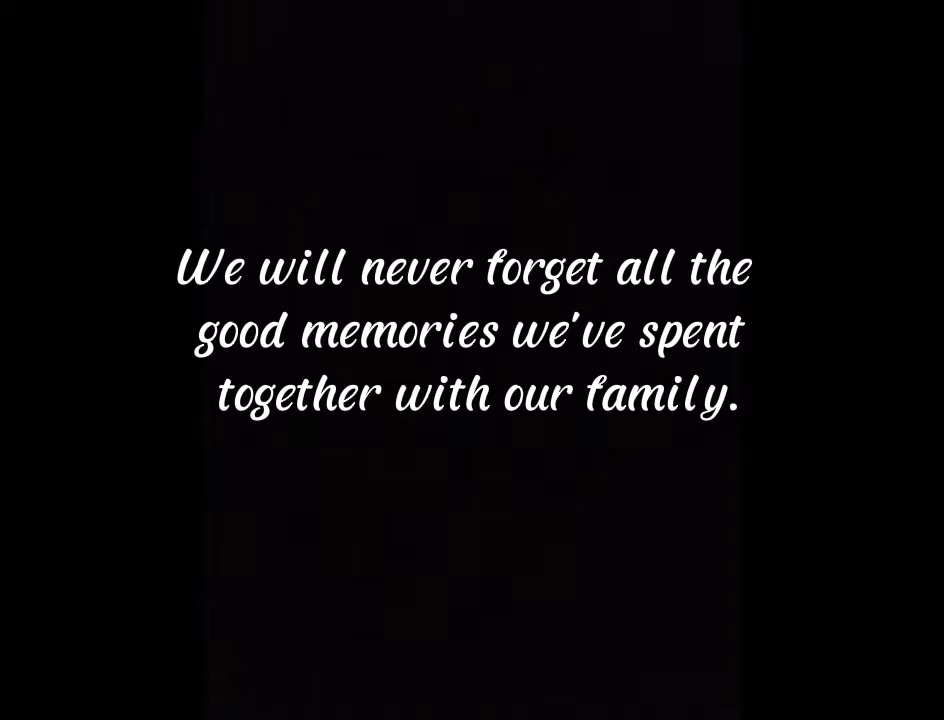 We will never forget all the
good memories we've spent
together with our family.